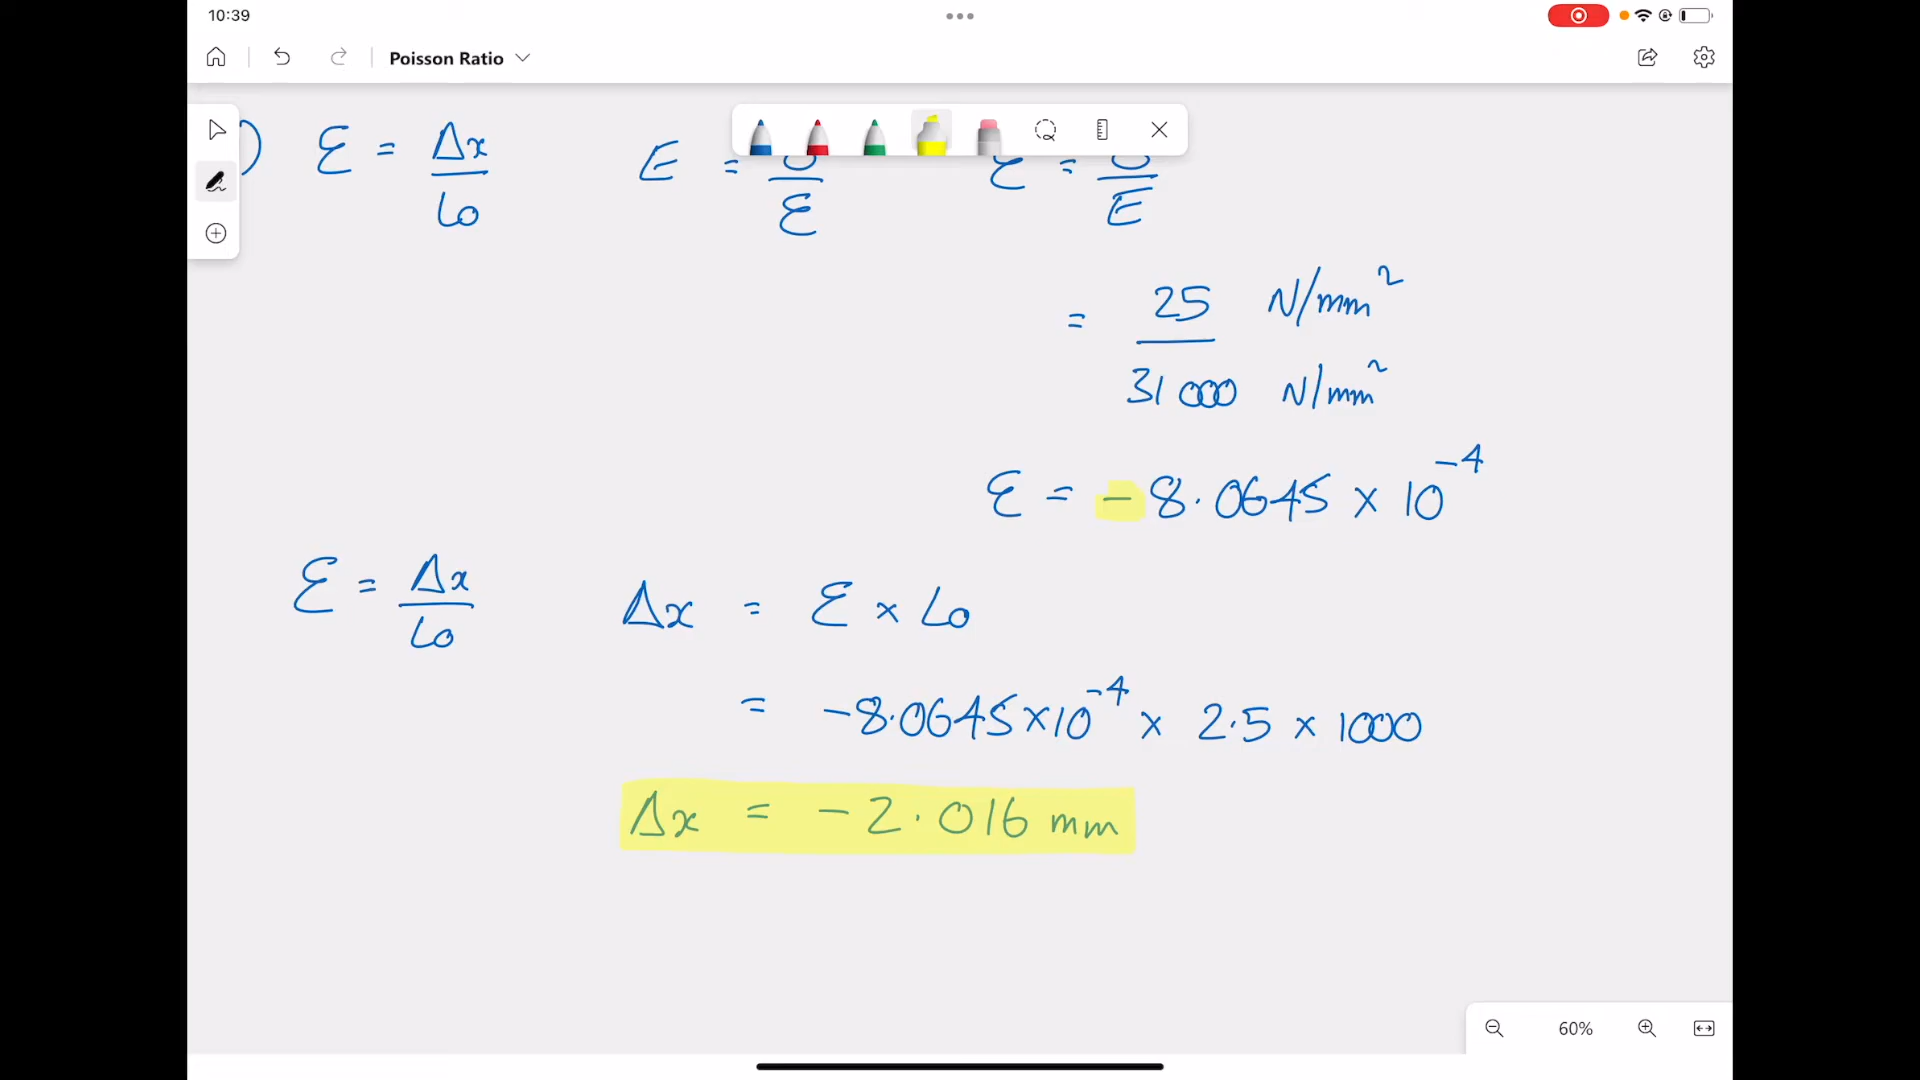 10:39
Poisson Ratio
) ε = Δx / Lo
E = σ / ε
ε = σ / E
= 25 N/mm² / 31 000 N/mm²
ε = -8.0645 × 10⁻⁴
ε = Δx / Lo
Δx = ε × Lo
= -8.0645×10⁻⁴ × 2.5 × 1000
Δx = -2.016 mm
60%